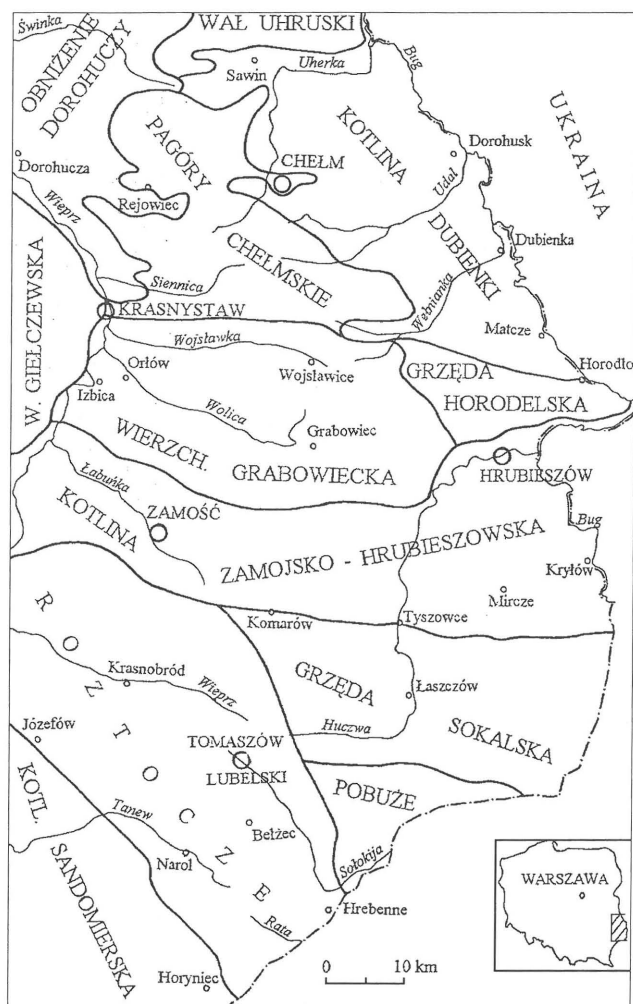 Świnka
WAŁ UHRUSKI
OBNIŻENIE
DOROHUCZY
Sawin
Uherka
Bug
PAGÓRY
KOTLINA
Dorohusk
UKRAINA
Dorohucza
CHEŁM
Rejowiec
Udal
Wieprz
DUBIENKI
Dubienka
CHEŁMSKIE
Siennica
Wełnianka
KRASNYSTAW
Matcze
W. GIEŁCZEWSKA
Wojsławka
Orłów
Wojsławice
GRZĘDA
Horodło
Izbica
HORODELSKA
Wolica
WIERZCH.
Grabowiec
GRABOWIECKA
HRUBIESZÓW
Łabuńka
KOTLINA
ZAMOŚĆ
Bug
ZAMOJSKO - HRUBIESZOWSKA
Kryłów
Mircze
Komarów
Tyszowce
ROZTOCZE
Krasnobród
Wieprz
GRZĘDA
Łaszczów
Józefów
Huczwa
SOKALSKA
TOMASZÓW
LUBELSKI
KOTL.
POBUŻE
Tanew
Bełżec
Narol
Sołokija
SANDOMIERSKA
WARSZAWA
Rata
Hrebenne
Horyniec
0 10 km